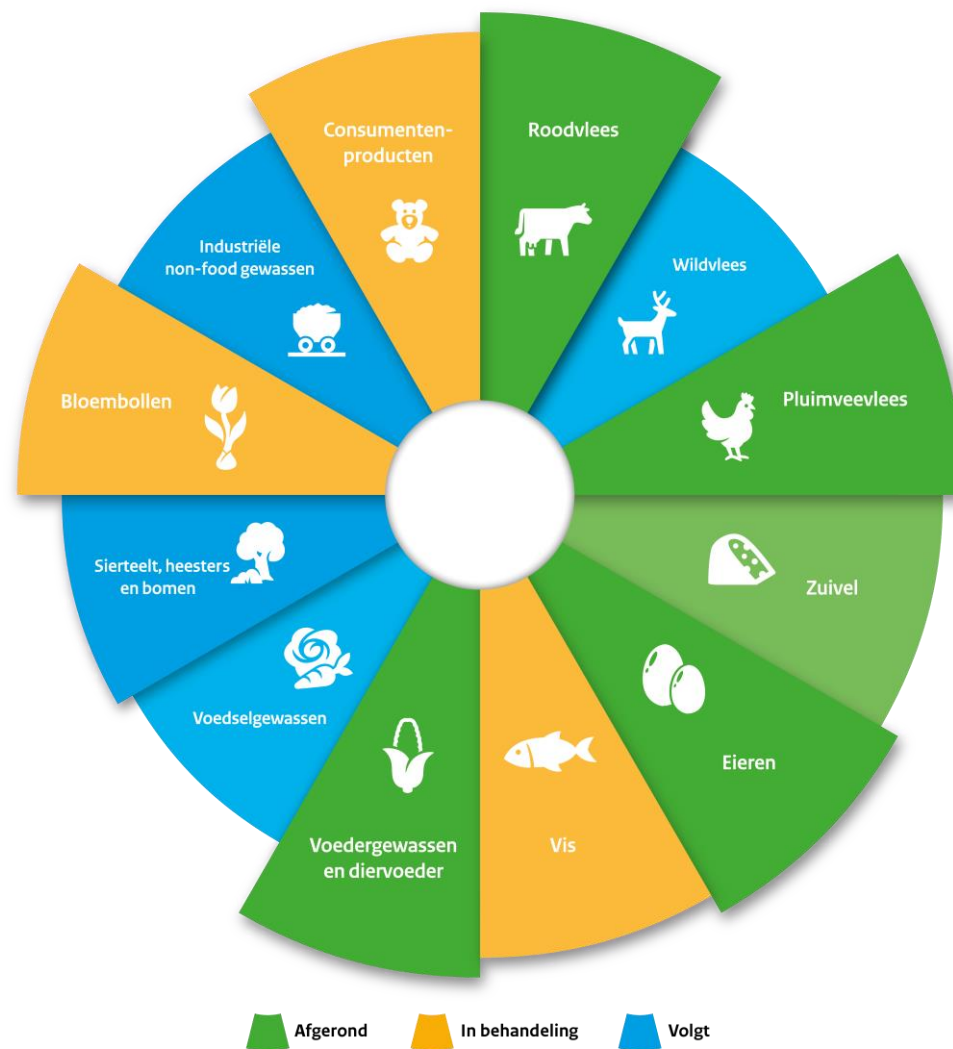 Consumenten-
producten
Roodvlees
Industriële
non-food gewassen
Wildvlees
Bloembollen
Pluimveevlees
Sierteelt, heesters
en bomen
Zuivel
Voedselgewassen
Eieren
Voedergewassen
en diervoeder
Vis
Afgerond
In behandeling
Volgt